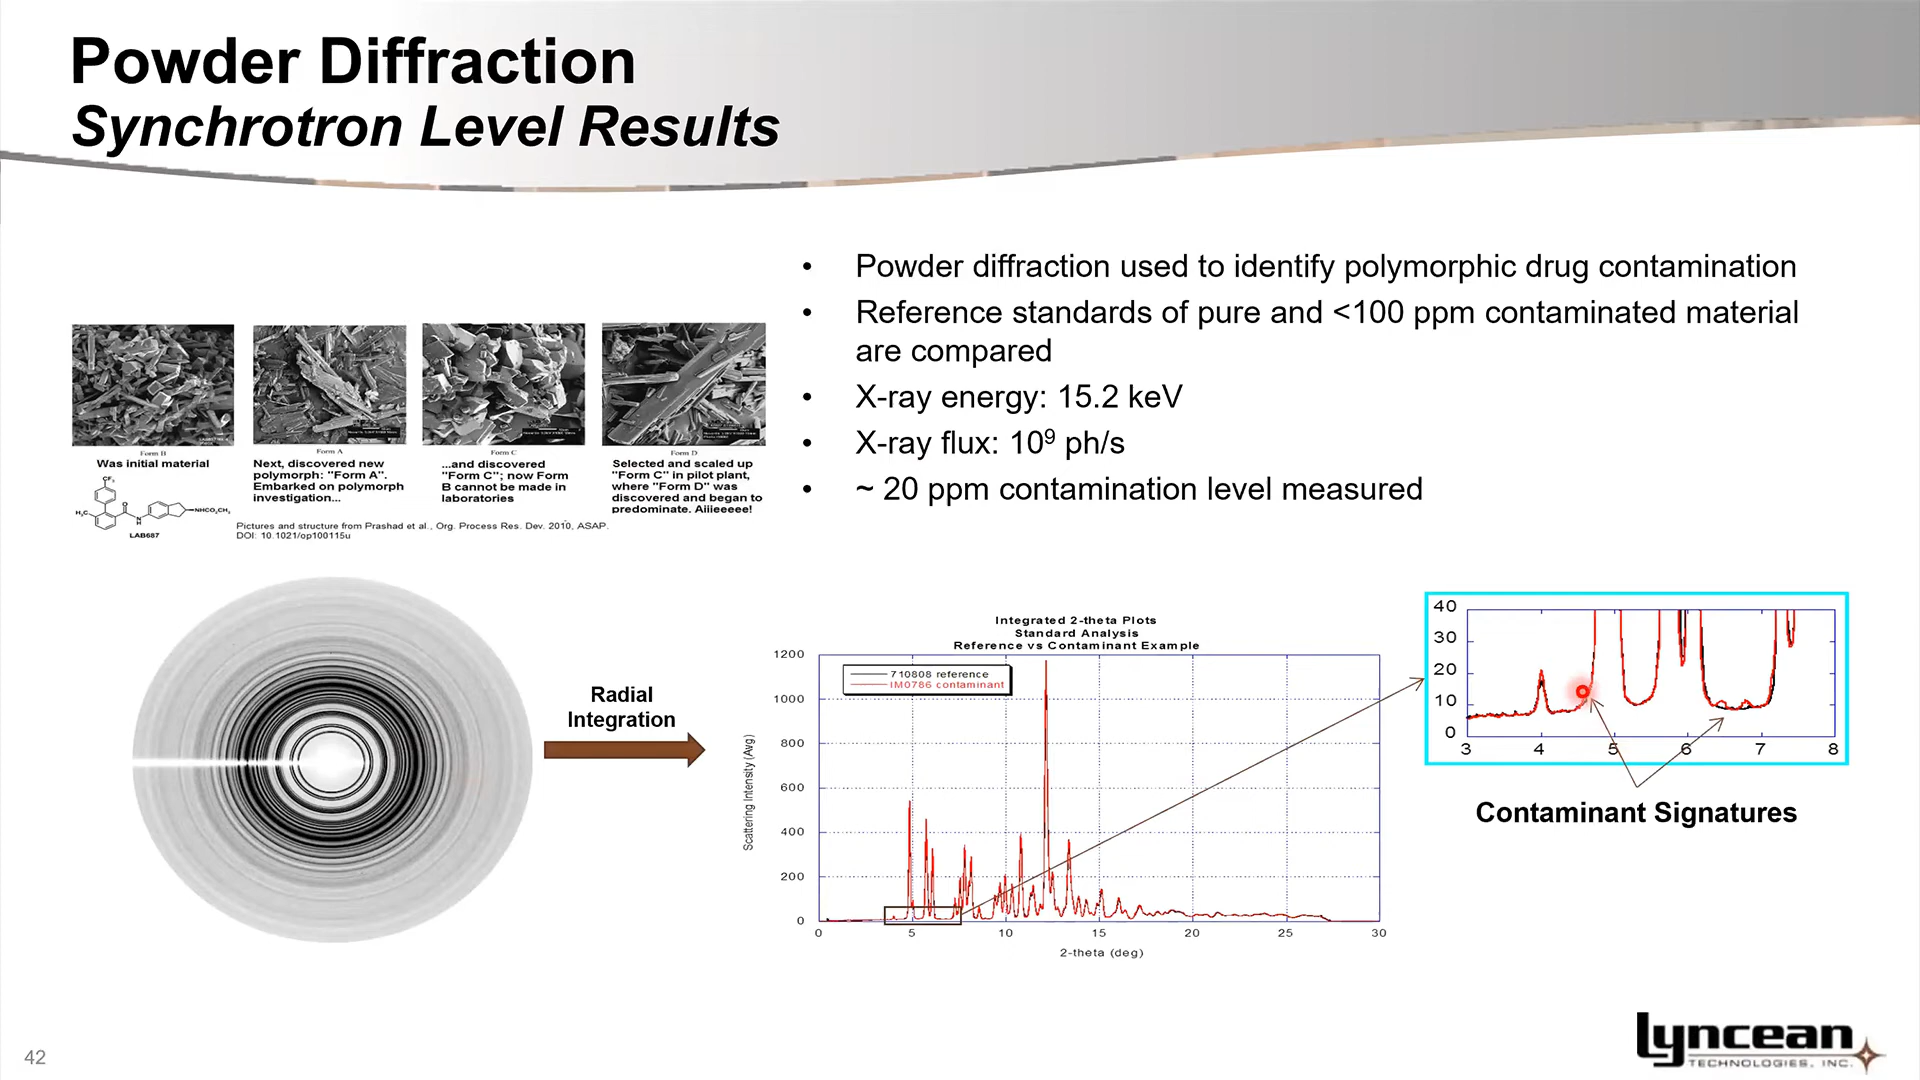 Powder Diffraction
Synchrotron Level Results
• Powder diffraction used to identify polymorphic drug contamination
• Reference standards of pure and <100 ppm contaminated material
are compared
• X-ray energy: 15.2 keV
• X-ray flux: 10⁹ ph/s
• ~ 20 ppm contamination level measured
Form B
Was initial material
Form A
Next, discovered new
polymorph: "Form A".
Embarked on polymorph
investigation...
Form C
...and discovered
"Form C"; now Form
B cannot be made in
laboratories
Form D
Selected and scaled up
"Form C" in pilot plant,
where "Form D" was
discovered and began to
predominate. Aiiieeeee!
CF₃
H₃C
O
N
H
NHCO₂CH₃
LAB687
Pictures and structure from Prashad et al., Org. Process Res. Dev. 2010, ASAP.
DOI: 10.1021/op100115u
Radial
Integration
Integrated 2-theta Plots
Standard Analysis
Reference vs Contaminant Example
710808 reference
IM0786 contaminant
Scattering Intensity (Avg)
1200
1000
800
600
400
200
0
0 5 10 15 20 25 30
2-theta (deg)
40
30
20
10
0
3 4 5 6 7 8
Contaminant Signatures
42
lyncean
TECHNOLOGIES, INC.